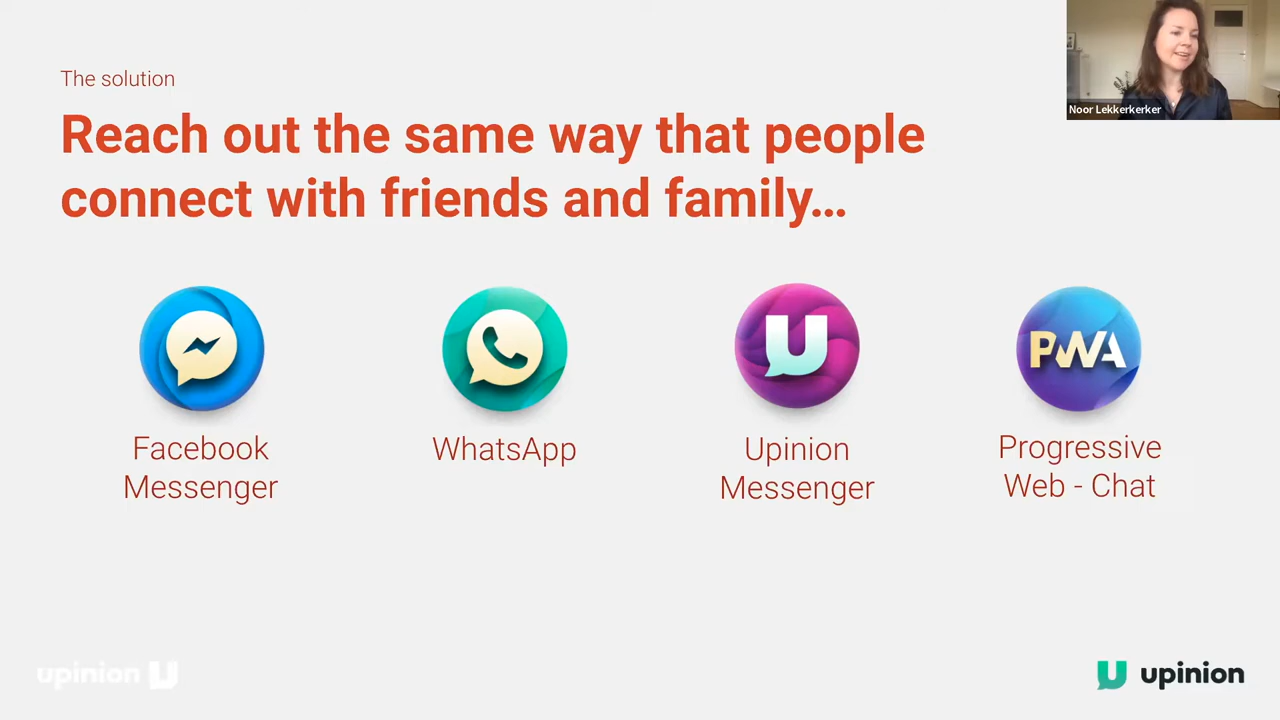 Noor Lekkerkerker
The solution
Reach out the same way that people
connect with friends and family…
PWA
Facebook
Messenger
WhatsApp
Upinion
Messenger
Progressive
Web - Chat
upinion
upinion